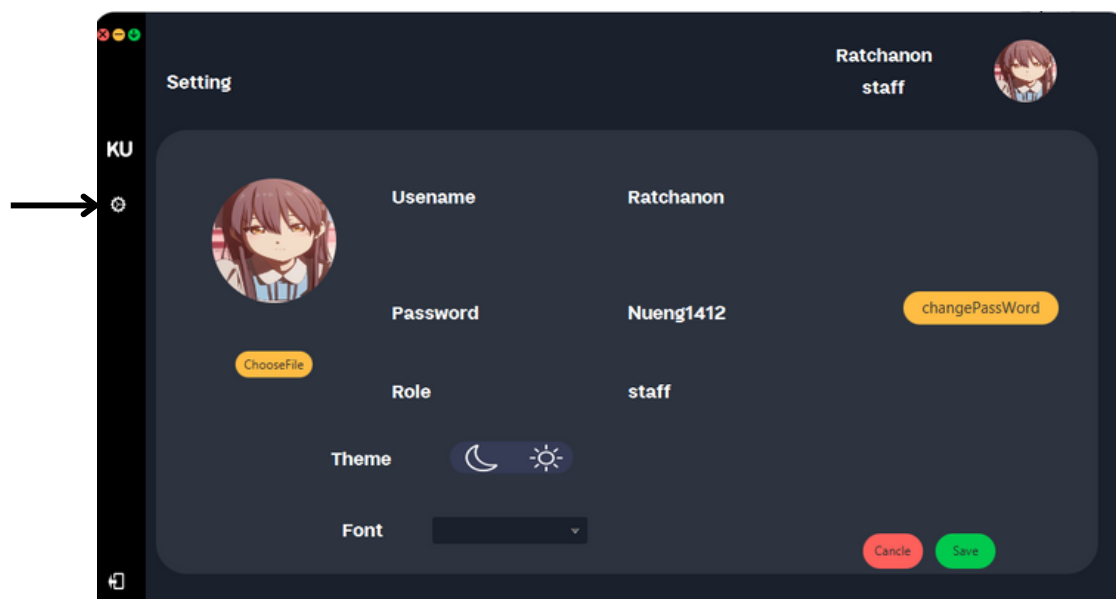 Ratchanon
staff
Setting
KU
Usename
Ratchanon
Password
Nueng1412
changePassWord
ChooseFile
Role
staff
Theme
Font
Cancle
Save